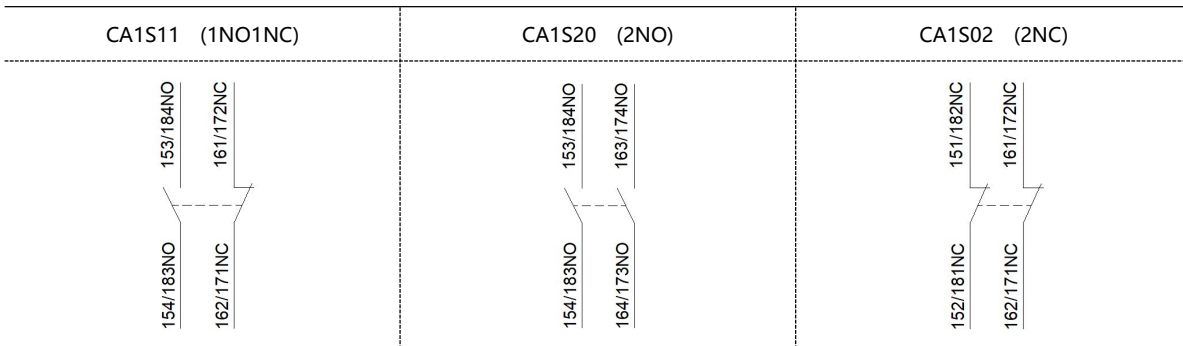 CA1S11 (1NO1NC)
CA1S20 (2NO)
CA1S02 (2NC)
153/184NO
161/172NC
154/183NO
162/171NC
153/184NO
163/174NO
154/183NO
164/173NO
151/182NC
161/172NC
152/181NC
162/171NC